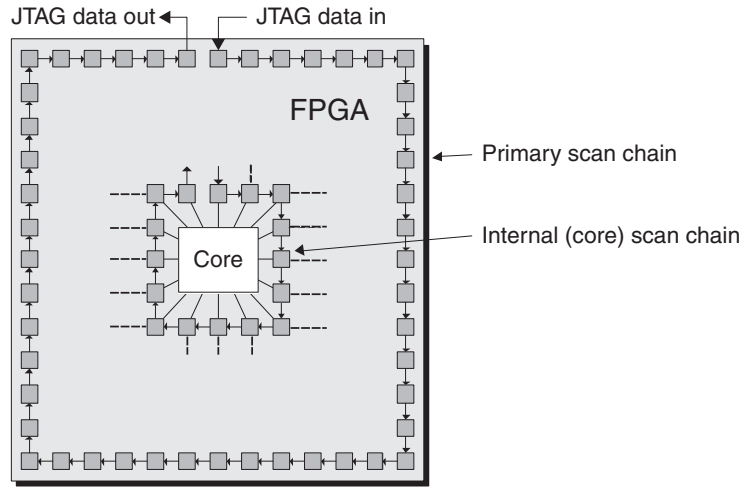 JTAG data out
JTAG data in
FPGA
Primary scan chain
Internal (core) scan chain
Core